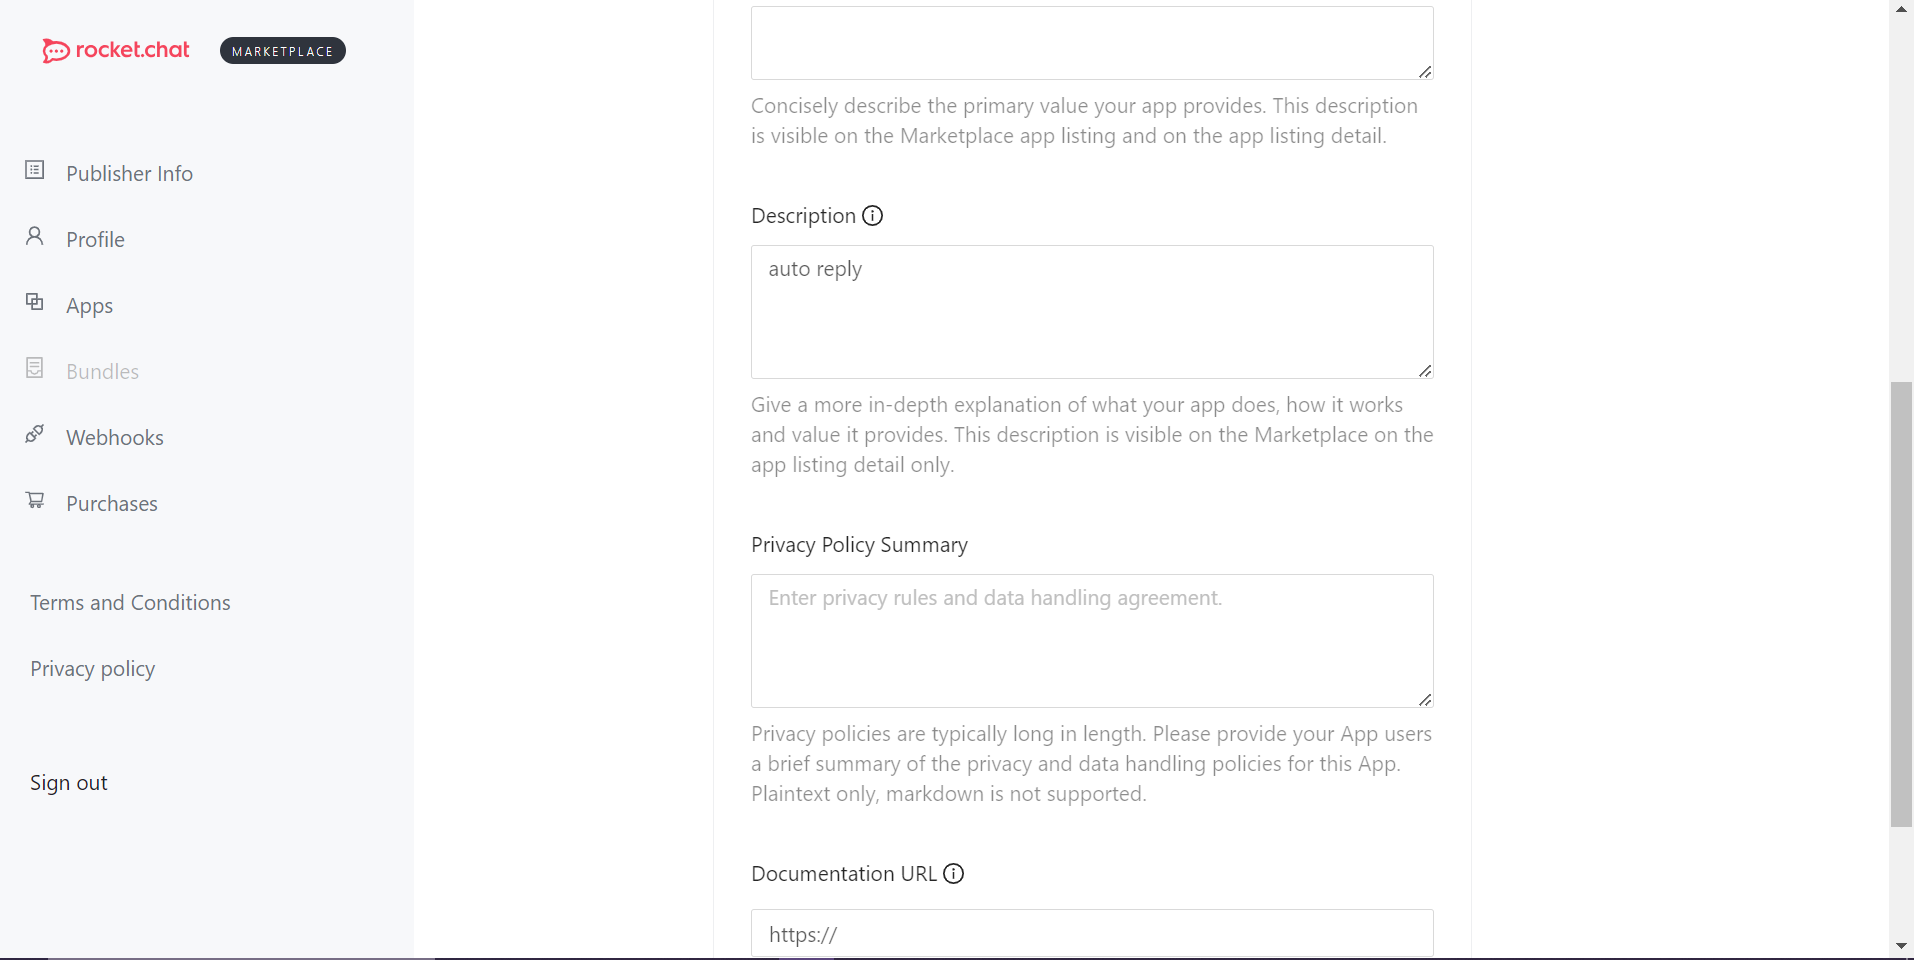 rocket.chat
MARKETPLACE
Publisher Info
Profile
Apps
Bundles
Webhooks
Purchases
Terms and Conditions
Privacy policy
Sign out
Concisely describe the primary value your app provides. This description
is visible on the Marketplace app listing and on the app listing detail.
Description
auto reply
Give a more in-depth explanation of what your app does, how it works
and value it provides. This description is visible on the Marketplace on the
app listing detail only.
Privacy Policy Summary
Enter privacy rules and data handling agreement.
Privacy policies are typically long in length. Please provide your App users
a brief summary of the privacy and data handling policies for this App.
Plaintext only, markdown is not supported.
Documentation URL
https://